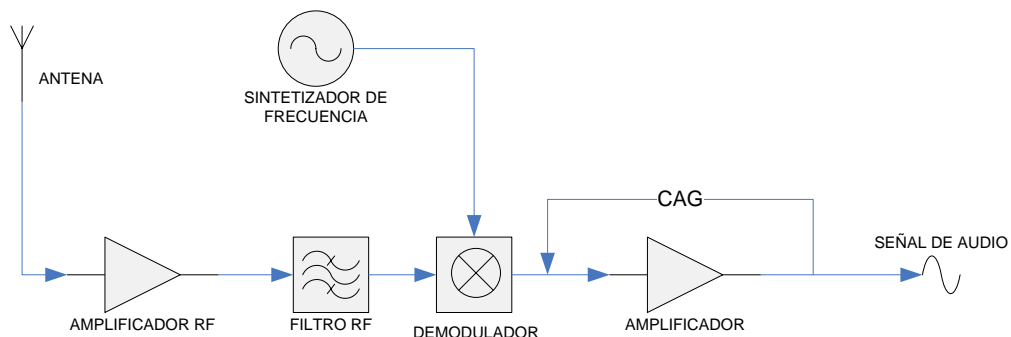 ANTENA
SINTETIZADOR DE
FRECUENCIA
CAG
SEÑAL DE AUDIO
AMPLIFICADOR RF
FILTRO RF
DEMODULADOR
AMPLIFICADOR